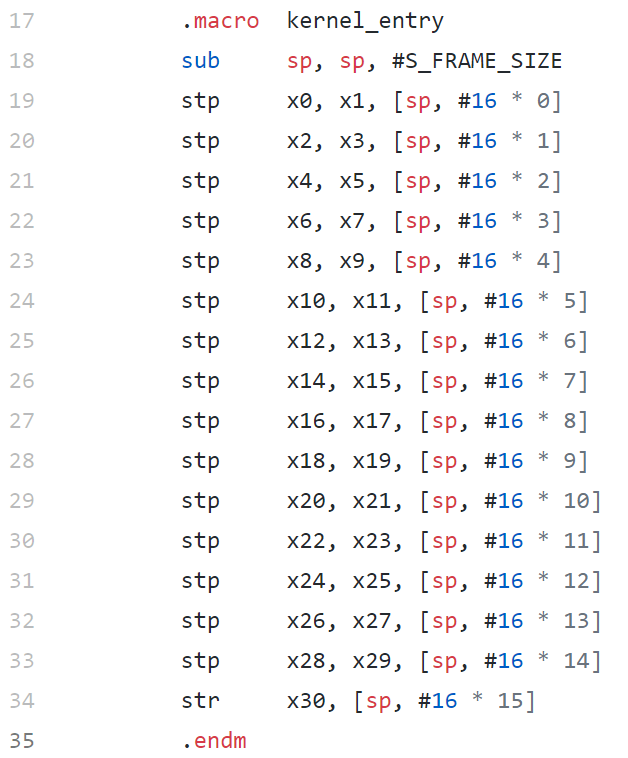 17 .macro kernel_entry
18 sub sp, sp, #S_FRAME_SIZE
19 stp x0, x1, [sp, #16 * 0]
20 stp x2, x3, [sp, #16 * 1]
21 stp x4, x5, [sp, #16 * 2]
22 stp x6, x7, [sp, #16 * 3]
23 stp x8, x9, [sp, #16 * 4]
24 stp x10, x11, [sp, #16 * 5]
25 stp x12, x13, [sp, #16 * 6]
26 stp x14, x15, [sp, #16 * 7]
27 stp x16, x17, [sp, #16 * 8]
28 stp x18, x19, [sp, #16 * 9]
29 stp x20, x21, [sp, #16 * 10]
30 stp x22, x23, [sp, #16 * 11]
31 stp x24, x25, [sp, #16 * 12]
32 stp x26, x27, [sp, #16 * 13]
33 stp x28, x29, [sp, #16 * 14]
34 str x30, [sp, #16 * 15]
35 .endm